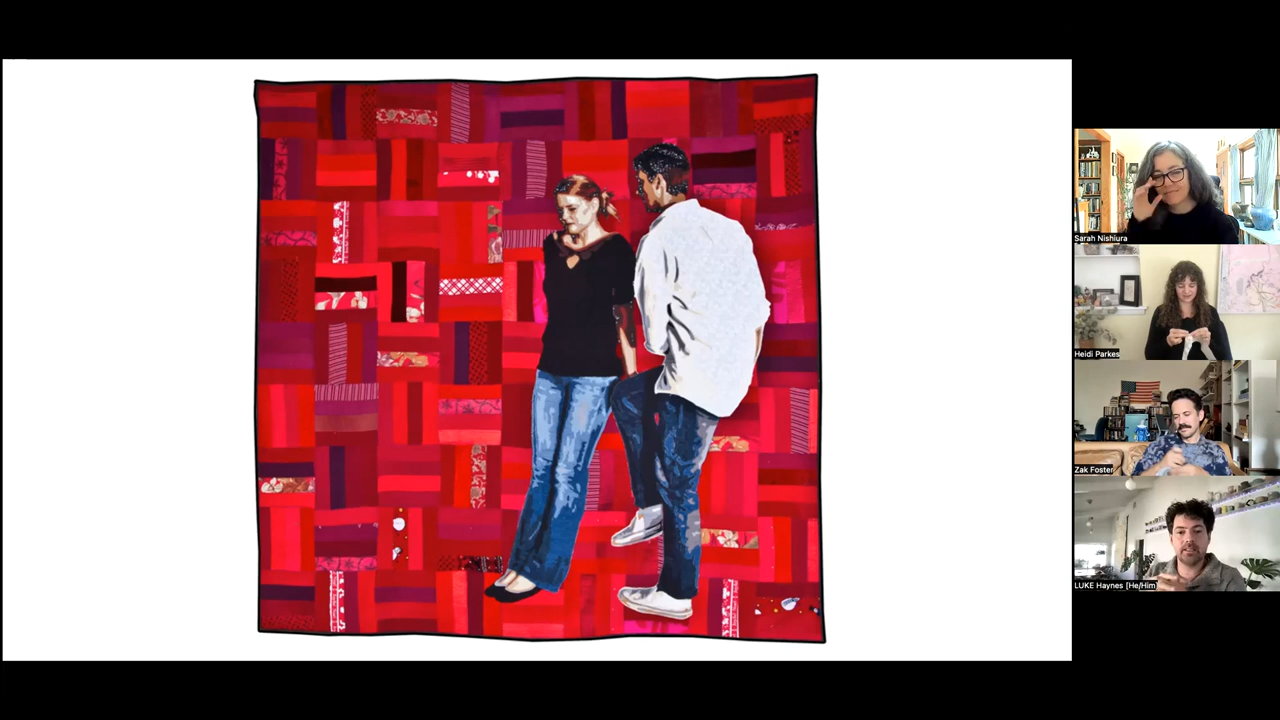 Sarah Nishiura
Heidi Parkes
Zak Foster
LUKE Haynes [He/Him]